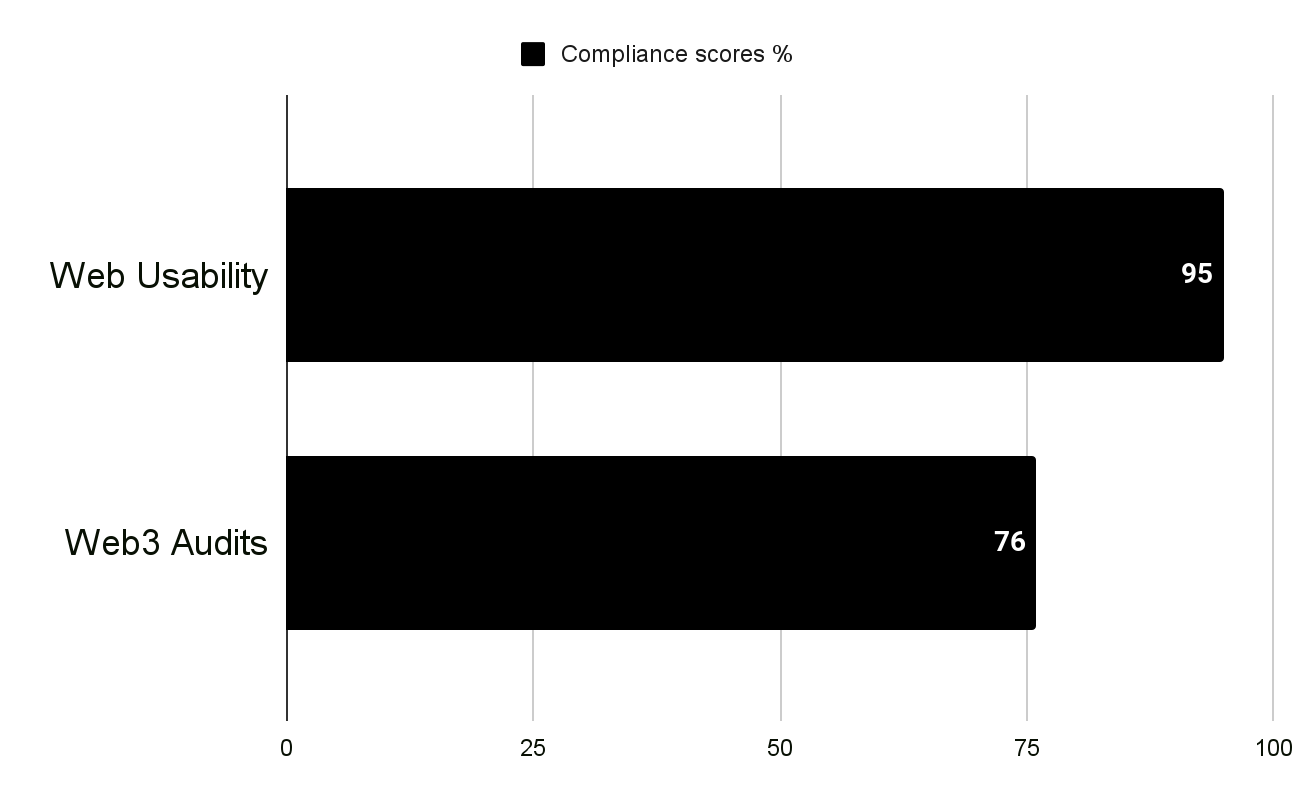 Compliance scores %
Web Usability
95
Web3 Audits
76
0 25 50 75 100